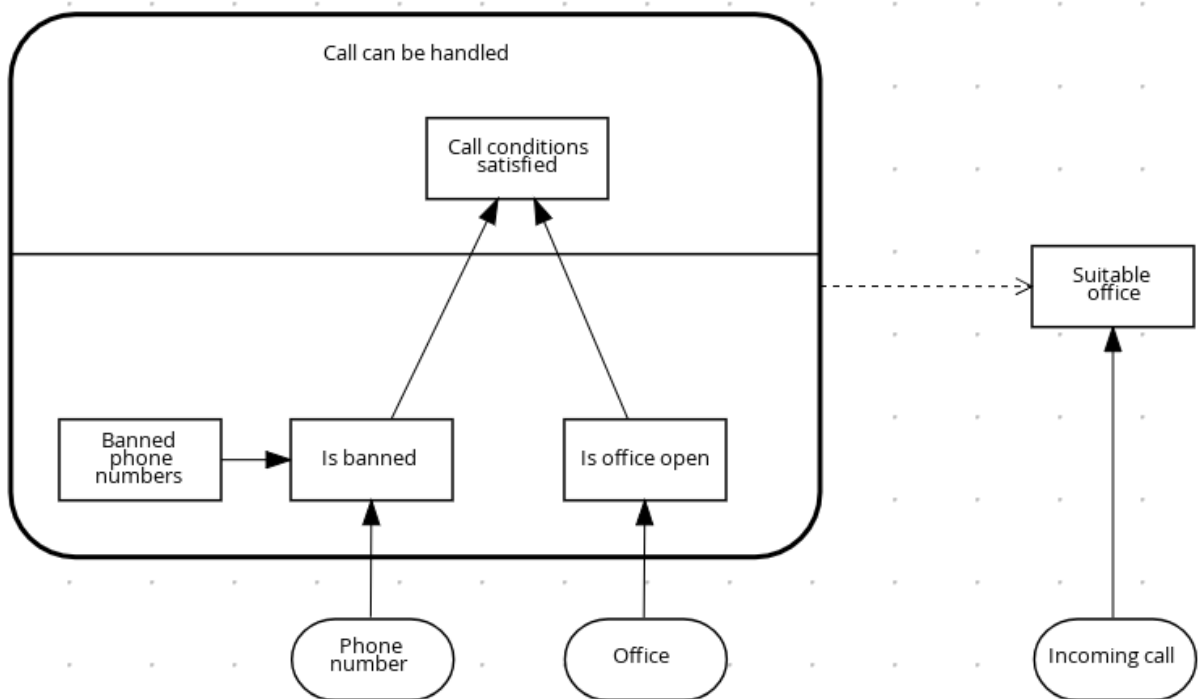 Call can be handled
Call conditions
satisfied
Suitable
office
Banned
phone
numbers
Is banned
Is office open
Phone
number
Office
Incoming call